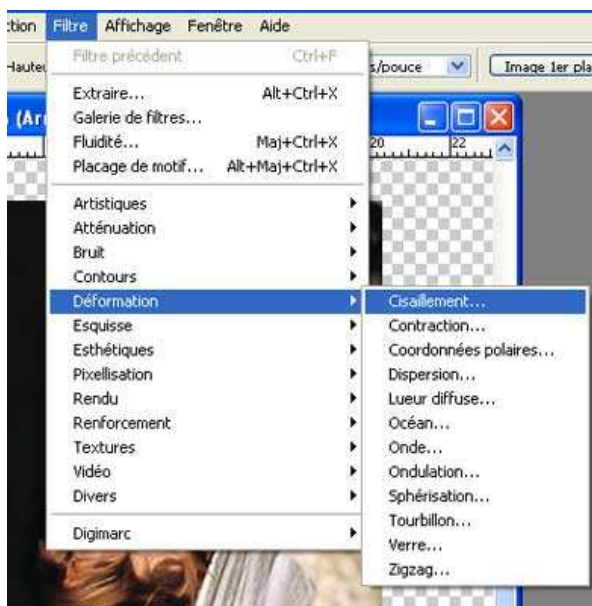 ction Filtre Affichage Fenêtre Aide
Filtre précédent Ctrl+F
Hauteu
s/pouce
Image 1er pla
Extraire... Alt+Ctrl+X
Galerie de filtres...
Fluidité... Maj+Ctrl+X
Placage de motif... Alt+Maj+Ctrl+X
(Ar
20 22
Artistiques
Atténuation
Bruit
Contours
Déformation
Esquisse
Esthétiques
Pixellisation
Rendu
Renforcement
Textures
Vidéo
Divers
Digimarc
Cisaillement...
Contraction...
Coordonnées polaires...
Dispersion...
Lueur diffuse...
Océan...
Onde...
Ondulation...
Sphérisation...
Tourbillon...
Verre...
Zigzag...